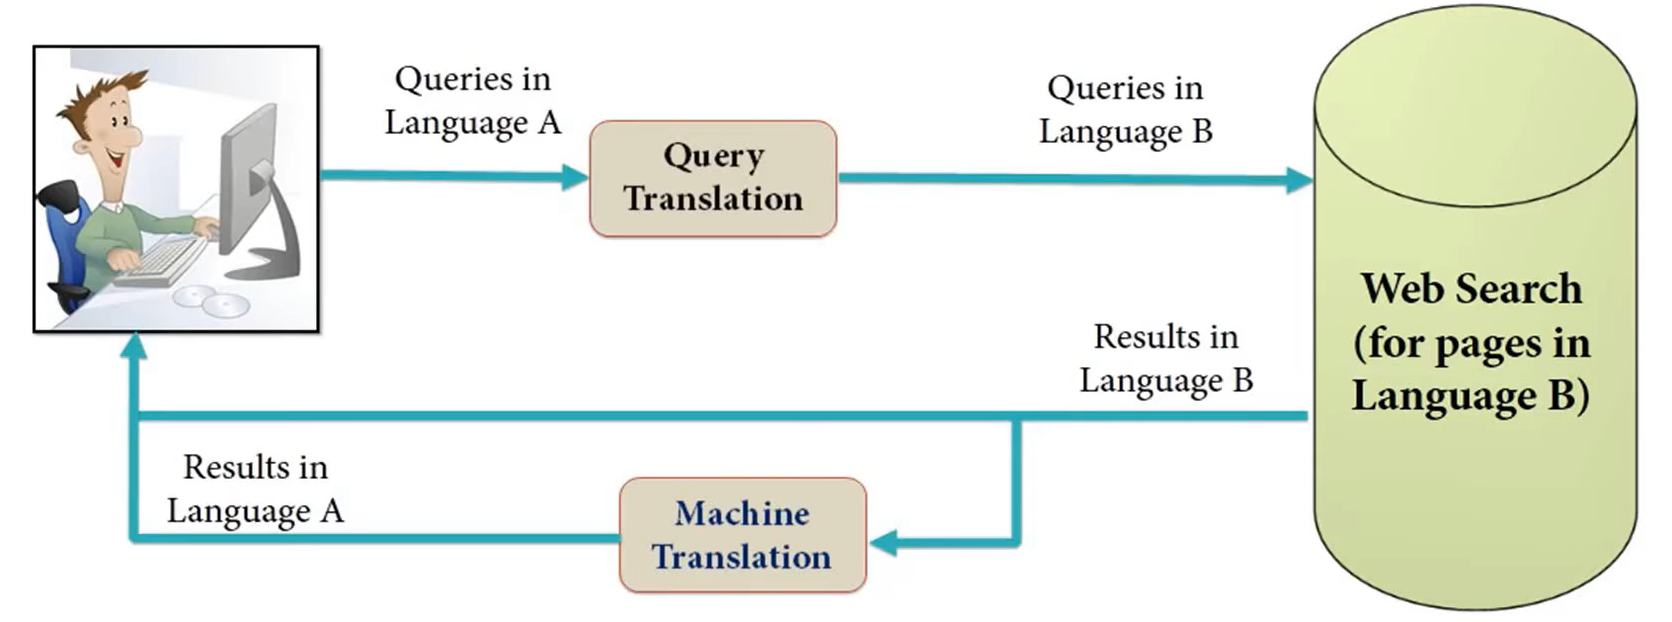 Queries in
Language A
Query
Translation
Queries in
Language B
Web Search
(for pages in
Language B)
Results in
Language B
Results in
Language A
Machine
Translation